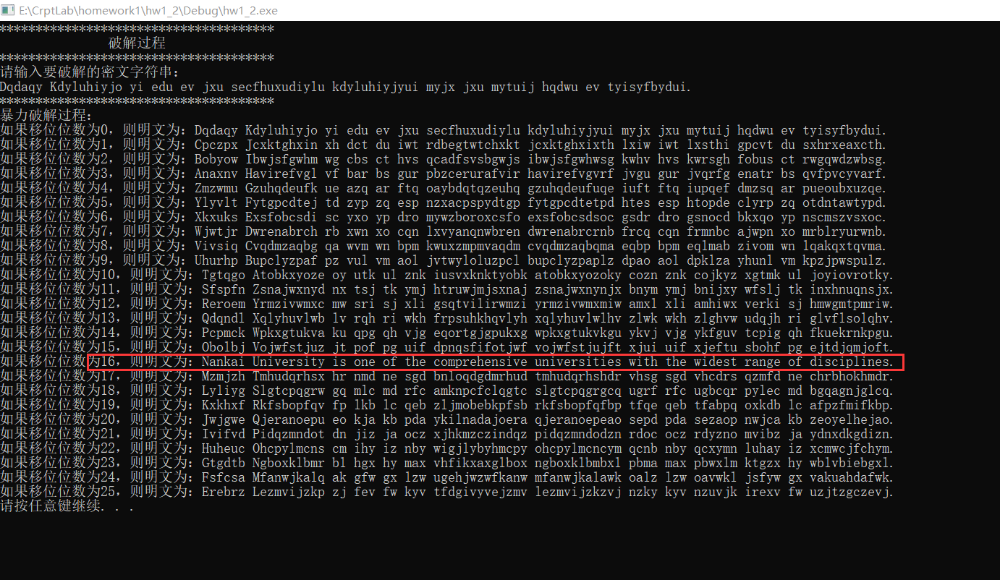 E:\CrptLab\homework1\hw1_2\Debug\hw1_2.exe
**************************************
破解过程
**************************************
请输入要破解的密文字符串:
Dqdaqy Kdyluhiyjo yi edu ev jxu secfhuxudiylu kdyluhiyjyui myjx jxu mytuij hqdwu ev tyisyfbydui.
**************************************
暴力破解过程:
如果移位位数为0，则明文为：Dqdaqy Kdyluhiyjo yi edu ev jxu secfhuxudiylu kdyluhiyjyui myjx jxu mytuij hqdwu ev tyisyfbydui.
如果移位位数为1，则明文为：Cpczpx Jcxktghxin xh dct du iwt rdbegtwtchxkt jcxktghxixth lxiw iwt lxsthi gpcvt du sxhrxeaxcth.
如果移位位数为2，则明文为：Bobyow Ibwjsfgwhm wg cbs ct hvs qcadfsvsbgwjs ibwjsfgwhwsg kwhv hvs kwrsgh fobus ct rwgqwdzwbsg.
如果移位位数为3，则明文为：Anaxnv Havirefvgl vf bar bs gur pbzcerurafvir havirefvgvrf jvgu gur jvqrfg enatr bs qvfpvcyvarf.
如果移位位数为4，则明文为：Zmzwmu Gzuhqdeufk ue azq ar ftq oaybdqtqzeuhq gzuhqdeufuqe iuft ftq iupqef dmzsq ar pueoubxuzqe.
如果移位位数为5，则明文为：Ylyvlt Fytgpcdtej td zyp zq esp nzxacpspydtgp fytgpcdtetpd htes esp htopde clyrp zq otdntawtypd.
如果移位位数为6，则明文为：Xkxuks Exsfobcsdi sc yxo yp dro mywzboroxcsfo exsfobcsdsoc gsdr dro gsnocd bkxqo yp nscmszvsxoc.
如果移位位数为7，则明文为：Wjwtjr Dwrenabrch rb xwn xo cqn lxvyanqnwbren dwrenabrcrnb frcq cqn frmnbc ajwpn xo mrblryurwnb.
如果移位位数为8，则明文为：Vivsiq Cvqdmzaqbg qa wvm wn bpm kwuxzmpmvaqdm cvqdmzaqbqma eqbp bpm eqlmab zivom wn lqakqxtqvma.
如果移位位数为9，则明文为：Uhurhp Bupclyzpaf pz vul vm aol jvtwyloluzpcl bupclyzpaplz dpao aol dpklza yhunl vm kpzjpwspulz.
如果移位位数为10，则明文为：Tgtqgo Atobkxyoze oy utk ul znk iusvxknktyobk atobkxyozoky cozn znk cojkyz xgtmk ul joyiovrotky.
如果移位位数为11，则明文为：Sfspfn Zsnajwxnyd nx tsj tk ymj htruwjmjsxnaj zsnajwxnynjx bnym ymj bnijxy wfslj tk inxhnuqnsjx.
如果移位位数为12，则明文为：Reroem Yrmzivwmxc mw sri sj xli gsqtvilirwmzi yrmzivwmxmiw amxl xli amhiwx verki sj hmwgmtpmriw.
如果移位位数为13，则明文为：Qdqndl Xqlyhuvlwb lv rqh ri wkh frpsuhkhqvlyh xqlyhuvlwlhv zlwk wkh zlghvw udqjh ri glvflsolqhv.
如果移位位数为14，则明文为：Pcpmck Wpkxgtukva ku qpg qh vjg eqortgjgpukxg wpkxgtukvkgu ykvj vjg ykfguv tcpig qh fkuekrnkpgu.
如果移位位数为15，则明文为：Obolbj Vojwfstjuz jt pof pg uif dpnqsfifotjwf vojwfstjujft xjui uif xjeftu sbohf pg ejtdjqmjoft.
如果移位位数为16，则明文为：Nankai University is one of the comprehensive universities with the widest range of disciplines.
如果移位位数为17，则明文为：Mzmjzh Tmhudqrhsx hr nmd ne sgd bnloqdgdmrhud tmhudqrhshdr vhsg sgd vhcdrs qzmfd ne chrbhokhmdr.
如果移位位数为18，则明文为：Lyliyg Slgtcpqgrw gq mlc md rfc amknpcfclqgtc slgtcpqgrgcq ugrf rfc ugbcqr pylec md bgqagnjglcq.
如果移位位数为19，则明文为：Kxkhxf Rkfsbopfqv fp lkb lc qeb zljmobebkpfsb rkfsbopfqfbp tfqe qeb tfabpq oxkdb lc afpzfmifkbp.
如果移位位数为20，则明文为：Jwjgwe Qjeranoepu eo kja kb pda ykilnadajoera qjeranoepeao sepd pda sezaop nwjca kb zeoyelhejao.
如果移位位数为21，则明文为：Ivifvd Pidqzmndot dn jiz ja ocz xjhkmzczindqz pidqzmndodzn rdoc ocz rdyzno mvibz ja ydnxdkgdizn.
如果移位位数为22，则明文为：Huheuc Ohcpylmcns cm ihy iz nby wigjlybyhmcpy ohcpylmcncym qcnb nby qcxymn luhay iz xcmwcjfchym.
如果移位位数为23，则明文为：Gtgdtb Ngboxklbmr bl hgx hy max vhfikxaxglbox ngboxklbmbxl pbma max pbwxlm ktgzx hy wblvbiebgxl.
如果移位位数为24，则明文为：Fsfcsa Mfanwjkalq ak gfw gx lzw ugehjwzwfkanw mfanwjkalawk oalz lzw oavwkl jsfyw gx vakuahdafwk.
如果移位位数为25，则明文为：Erebrz Lezmvijzkp zj fev fw kyv tfdgivyvejzmv lezmvijzkzvj nzky kyv nzuvjk irexv fw uzjtzgczevj.
请按任意键继续. . .